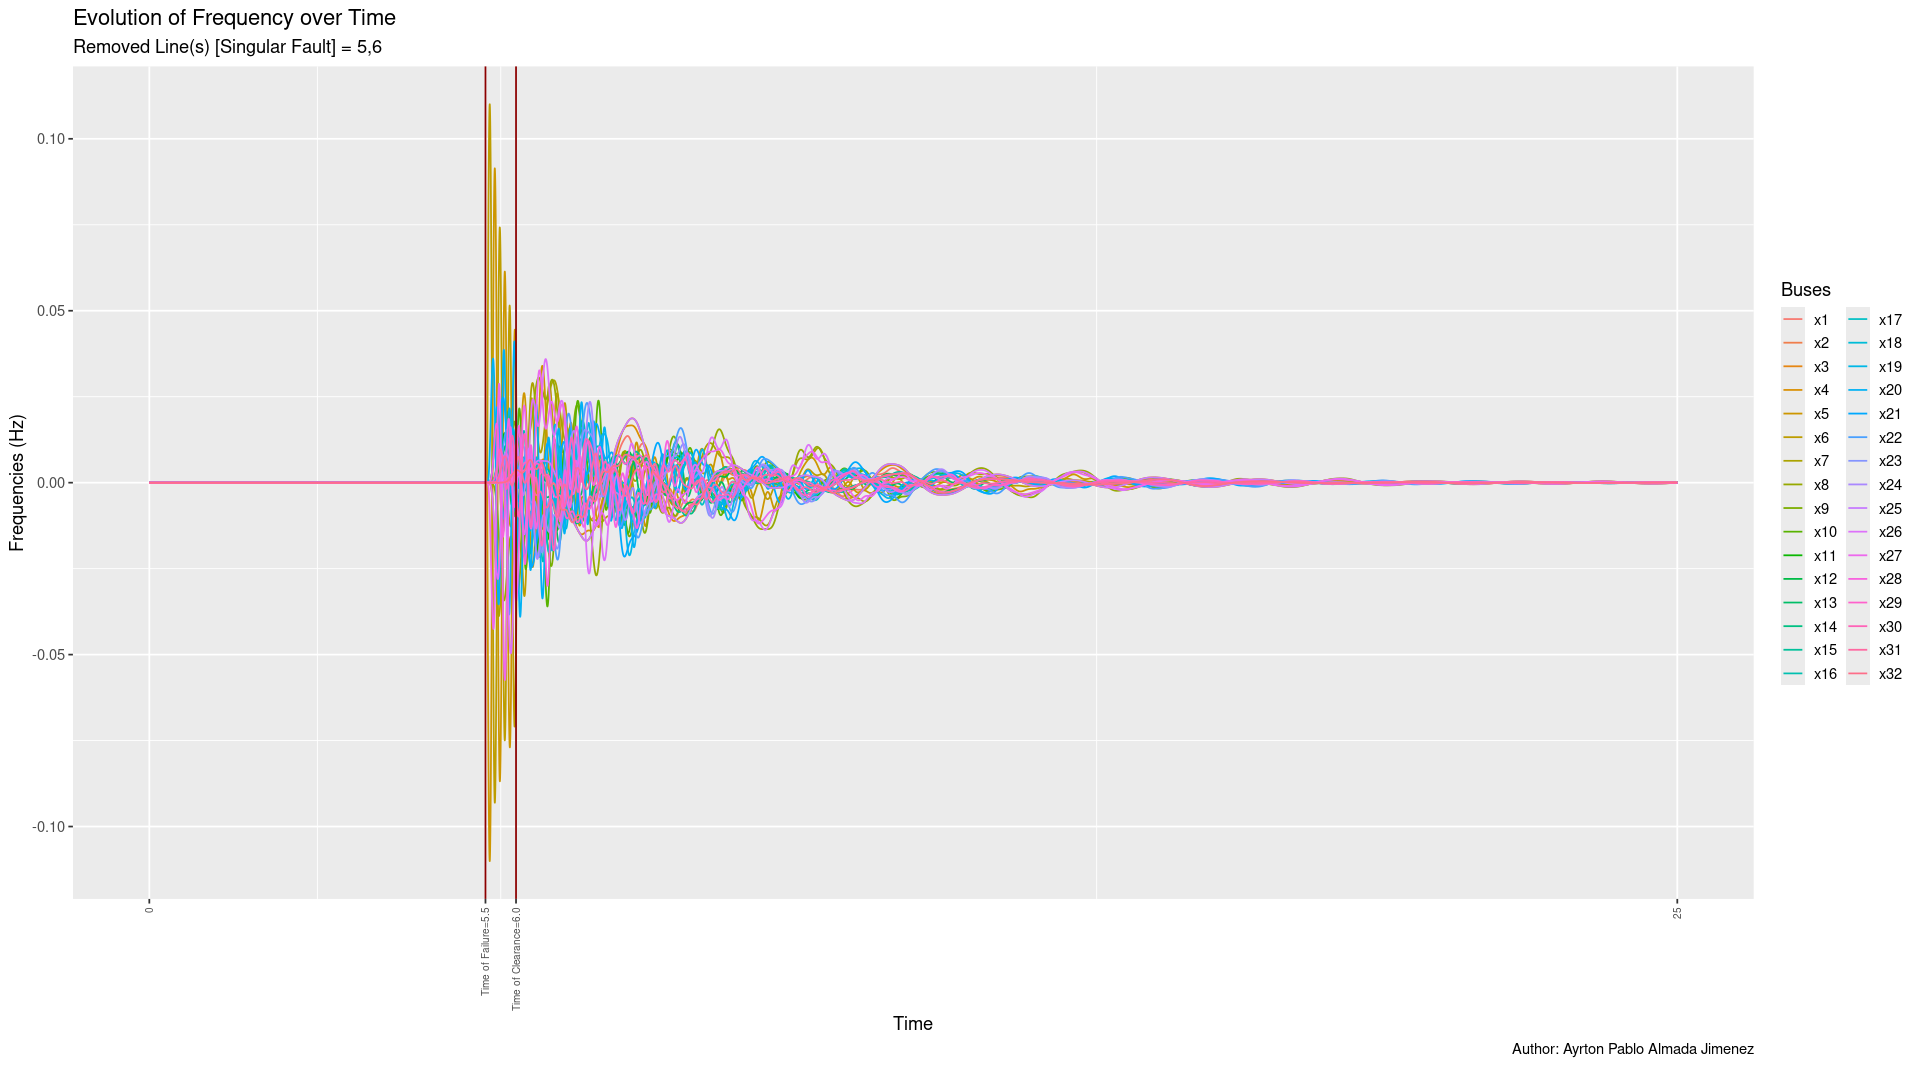 Evolution of Frequency over Time
Removed Line(s) [Singular Fault] = 5,6
Frequencies (Hz)
0.10
0.05
0.00
-0.05
-0.10
0
Time of Failure=5.5
Time of Clearance=6.0
25
Time
Buses
x1
x2
x3
x4
x5
x6
x7
x8
x9
x10
x11
x12
x13
x14
x15
x16
x17
x18
x19
x20
x21
x22
x23
x24
x25
x26
x27
x28
x29
x30
x31
x32
Author: Ayrton Pablo Almada Jimenez